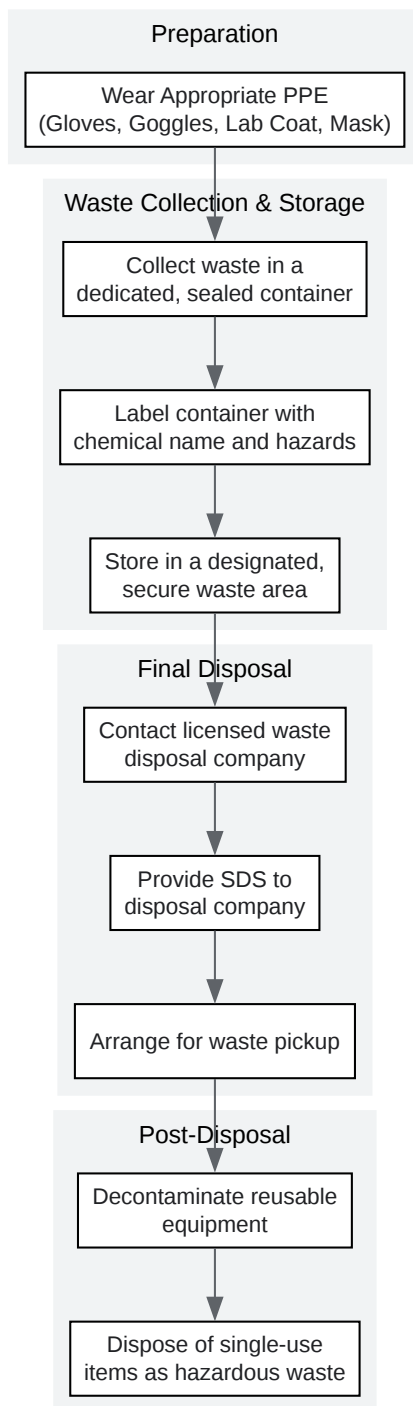 Preparation
Wear Appropriate PPE
(Gloves, Goggles, Lab Coat, Mask)
Waste Collection & Storage
Collect waste in a
dedicated, sealed container
Label container with
chemical name and hazards
Store in a designated,
secure waste area
Final Disposal
Contact licensed waste
disposal company
Provide SDS to
disposal company
Arrange for waste pickup
Post-Disposal
Decontaminate reusable
equipment
Dispose of single-use
items as hazardous waste